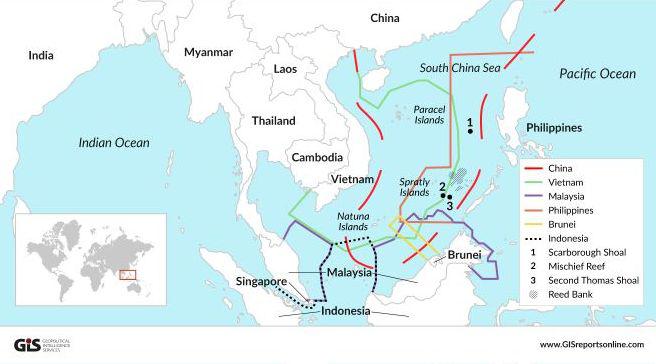 China
India
Myanmar
Laos
South China Sea
Pacific Ocean
Paracel
Islands
1
Thailand
Philippines
Indian Ocean
Cambodia
Vietnam
Spratly
Islands
2
3
Natuna
Islands
Brunei
Malaysia
Singapore
Indonesia
China
Vietnam
Malaysia
Philippines
Brunei
Indonesia
1 Scarborough Shoal
2 Mischief Reef
3 Second Thomas Shoal
Reed Bank
GIS
GEOPOLITICAL
INTELLIGENCE
SERVICES
www.GISreportsonline.com